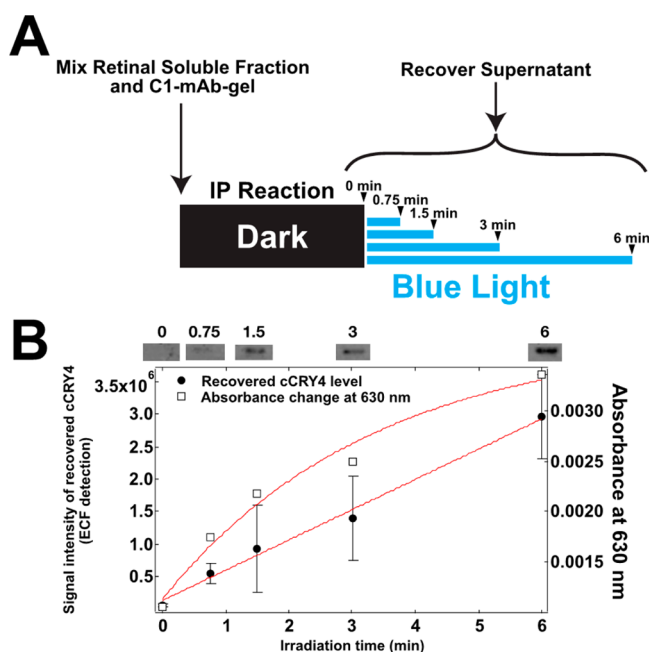 A
Mix Retinal Soluble Fraction
and C1-mAb-gel
Recover Supernatant
IP Reaction
0 min
0.75 min
1.5 min
3 min
6 min
Dark
Blue Light
B
0 0.75 1.5 3 6
3.5x10^6
3.0
2.5
2.0
1.5
1.0
0.5
Signal intensity of recovered cCRY4
(ECF detection)
Recovered cCRY4 level
Absorbance change at 630 nm
0.0030
0.0025
0.0020
0.0015
Absorbance at 630 nm
0 1 2 3 4 5 6
Irradiation time (min)